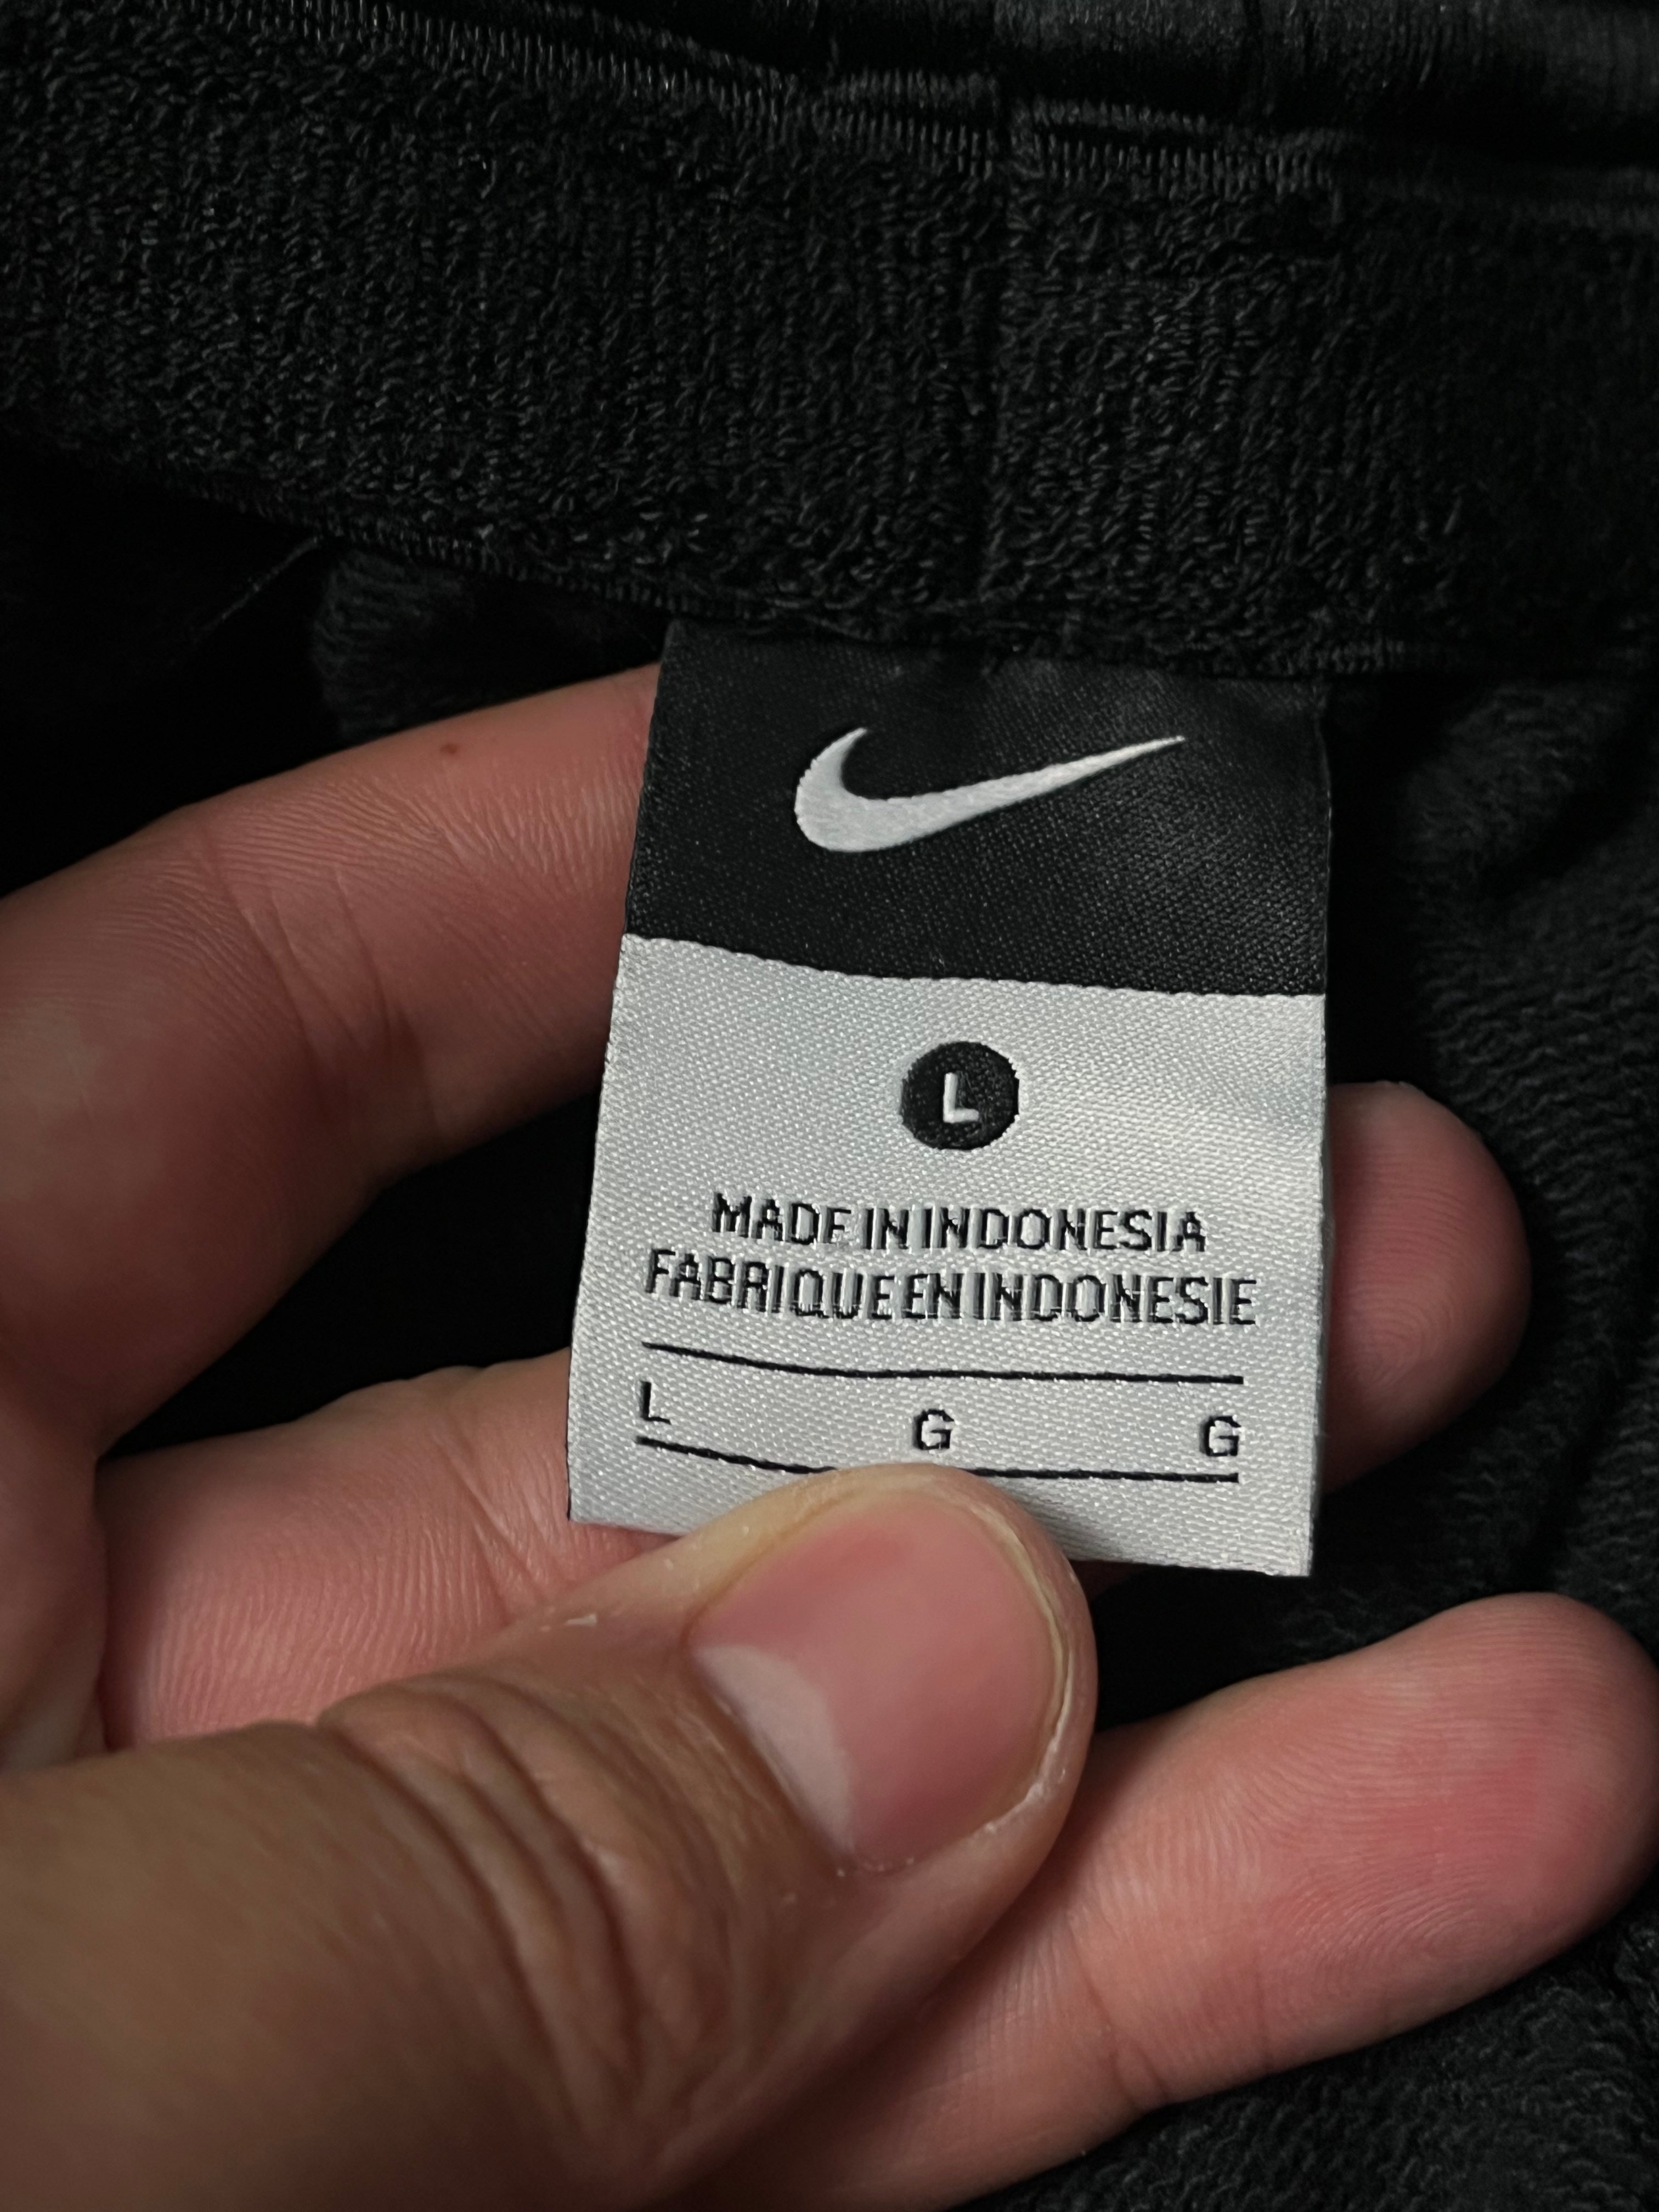 L
MADE IN INDONESIA
FABRIQUE EN INDONESIE
L G G